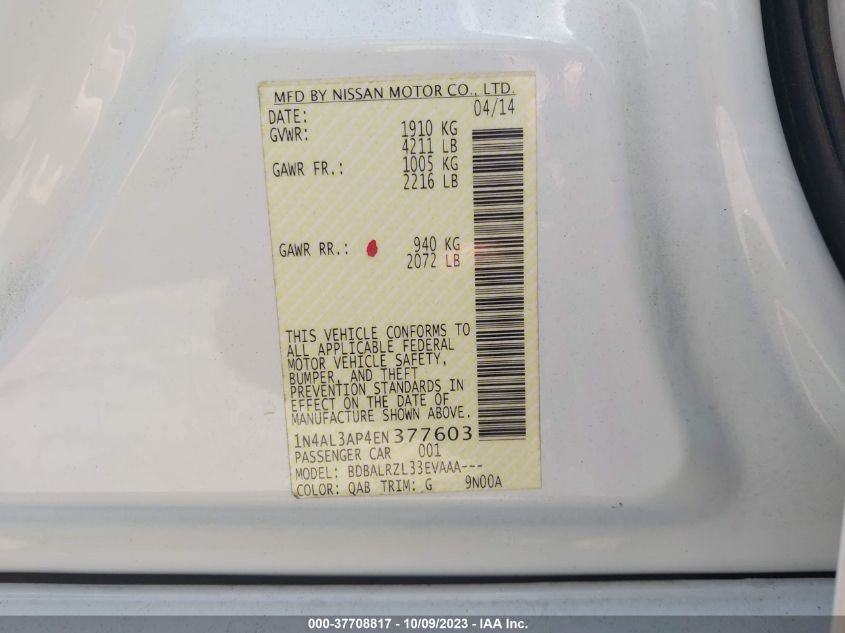 MFD BY NISSAN MOTOR CO., LTD.
DATE: 04/14
GVWR: 1910 KG
4211 LB
GAWR FR.: 1005 KG
2216 LB
GAWR RR.: 940 KG
2072 LB
THIS VEHICLE CONFORMS TO
ALL APPLICABLE FEDERAL
MOTOR VEHICLE SAFETY,
BUMPER, AND THEFT
PREVENTION STANDARDS IN
EFFECT ON THE DATE OF
MANUFACTURE SHOWN ABOVE.
1N4AL3AP4EN377603
PASSENGER CAR 001
MODEL: BDBALRZL33EVAAA---
COLOR: QAB TRIM: G 9N00A
000-37708817 - 10/09/2023 - IAA Inc.